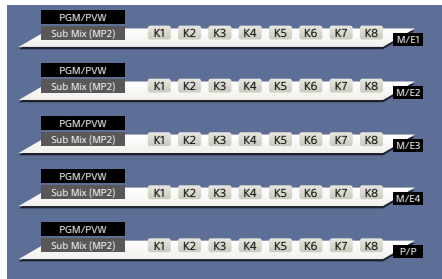 PGM/PVW
Sub Mix (MP2) K1 K2 K3 K4 K5 K6 K7 K8 M/E1
PGM/PVW
Sub Mix (MP2) K1 K2 K3 K4 K5 K6 K7 K8 M/E2
PGM/PVW
Sub Mix (MP2) K1 K2 K3 K4 K5 K6 K7 K8 M/E3
PGM/PVW
Sub Mix (MP2) K1 K2 K3 K4 K5 K6 K7 K8 M/E4
PGM/PVW
Sub Mix (MP2) K1 K2 K3 K4 K5 K6 K7 K8 P/P